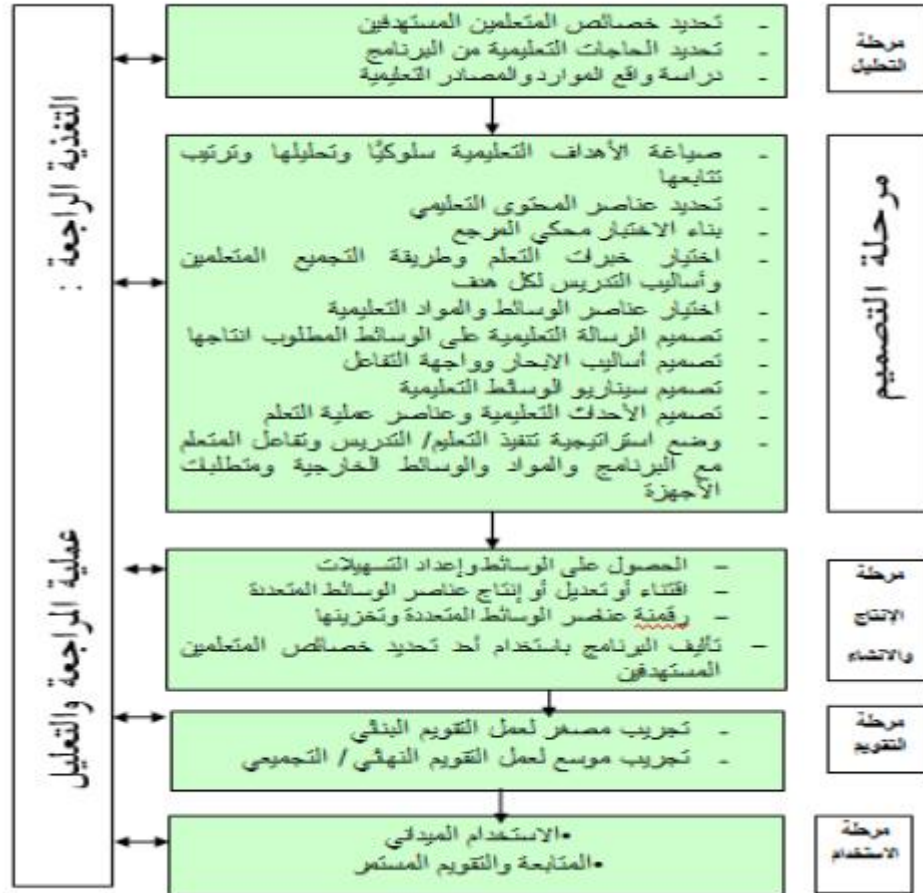 مرحلة
التحليل
- تحديد خصائص المتعلمين المستهدفين
- تحديد الحاجات التعليمية من البرنامج
- دراسة واقع الموارد والمصادر التعليمية
مرحلة التصميم
- صياغة الأهداف التعليمية سلوكيًا وتحليلها وترتيب
تتابعها
- تحديد عناصر المحتوى التعليمي
- بناء الاختبار محكي المرجع
- اختيار خبرات التعلم وطريقة التجميع المتعلمين
وأساليب التدريس لكل هدف
- اختيار عناصر الوسائط والمواد التعليمية
- تصميم الرسالة التعليمية على الوسائط المطلوب انتاجها
- تصميم أساليب الابحار وواجهة التفاعل
- تصميم سيناريو الوسائط التعليمية
- تصميم الأحداث التعليمية وعناصر عملية التعلم
- وضع استراتيجية تنفيذ التعليم/ التدريس وتفاعل المتعلم
مع البرنامج والمواد والوسائط الخارجية ومتطلبات
الأجهزة
مرحلة
الإنتاج
والانشاء
– الحصول على الوسائط وإعداد التسهيلات
– اقتناء أو تعديل أو إنتاج عناصر الوسائط المتعددة
– رقمنة عناصر الوسائط المتعددة وتخزينها
– تأليف البرنامج باستخدام أحد تحديد خصائص المتعلمين
المستهدفين
مرحلة
التقويم
- تجريب مصغر لعمل التقويم البنائي
- تجريب موسع لعمل التقويم النهائي / التجميعي
مرحلة
الاستخدام
•الاستخدام الميداني
•المتابعة والتقويم المستمر
التغذية الراجعة :
عملية المراجعة والتعليل